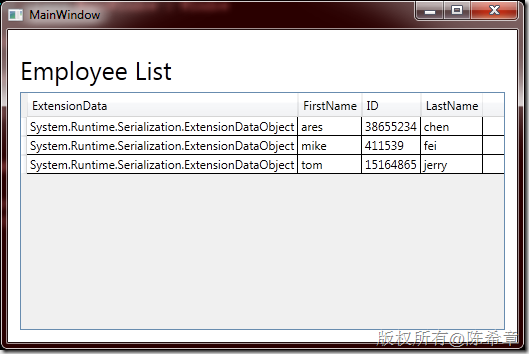 MainWindow
Employee List
ExtensionData FirstName ID LastName
System.Runtime.Serialization.ExtensionDataObject ares 38655234 chen
System.Runtime.Serialization.ExtensionDataObject mike 411539 fei
System.Runtime.Serialization.ExtensionDataObject tom 15164865 jerry
版权所有@陈希章